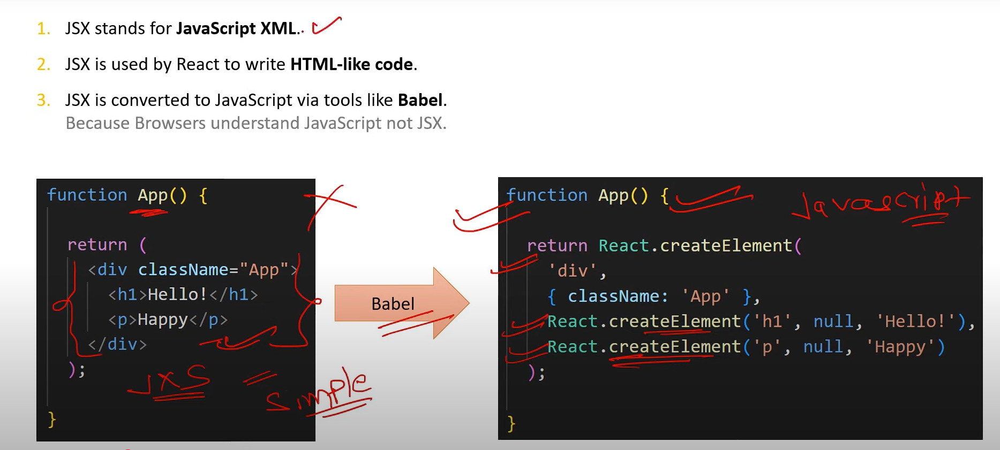 1. JSX stands for JavaScript XML.
2. JSX is used by React to write HTML-like code.
3. JSX is converted to JavaScript via tools like Babel.
Because Browsers understand JavaScript not JSX.
function App() {
return (
<div className="App">
<h1>Hello!</h1>
<p>Happy</p>
</div>
);
}
JXS
simple
Babel
function App() {
Javascript
return React.createElement(
'div',
{ className: 'App' },
React.createElement('h1', null, 'Hello!'),
React.createElement('p', null, 'Happy')
);
}